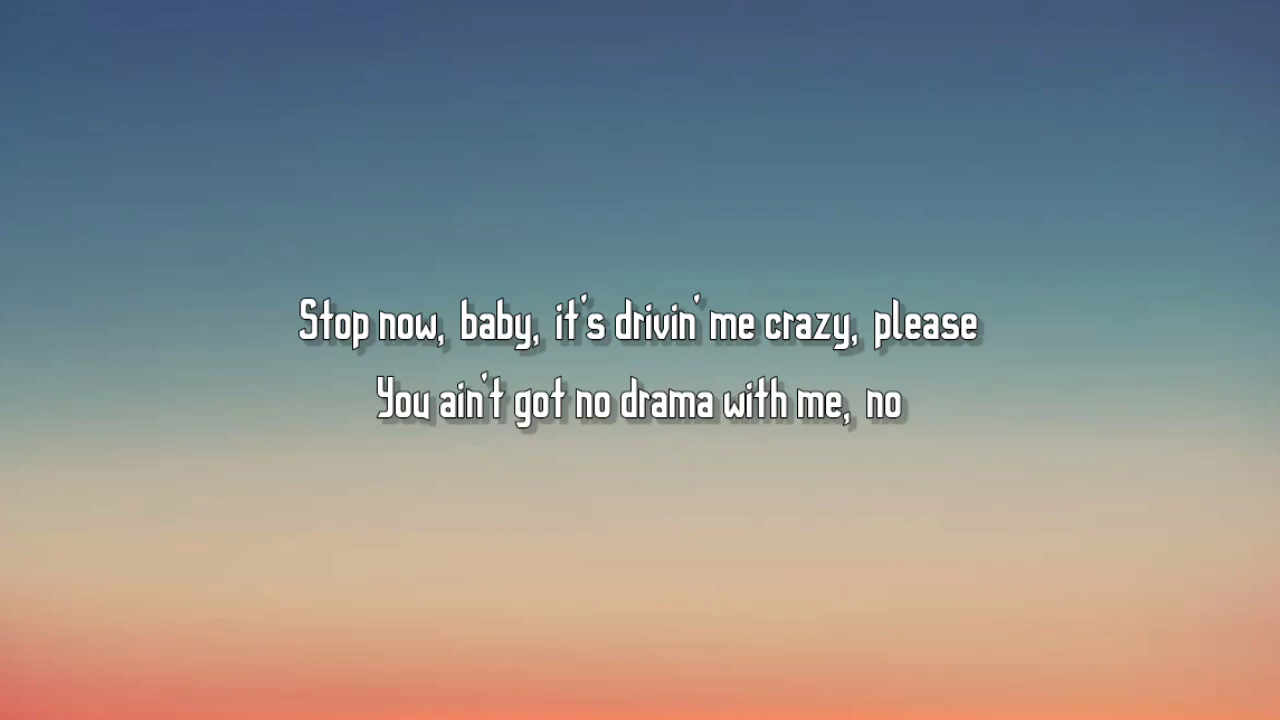 Stop now, baby, it's drivin' me crazy, please
You ain't got no drama with me, no